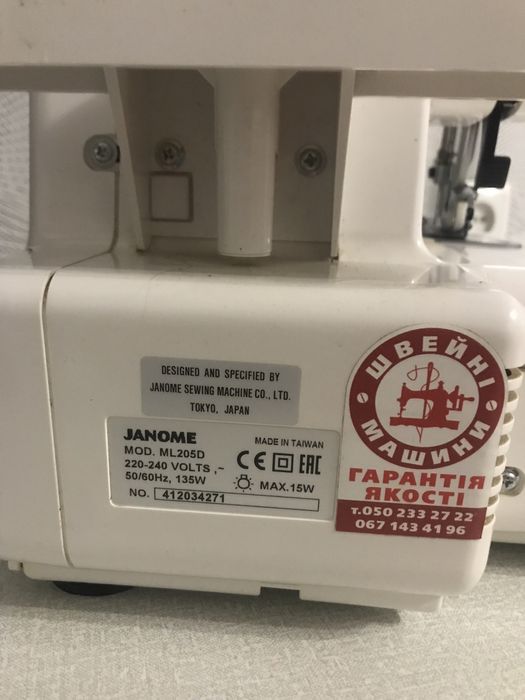 DESIGNED AND SPECIFIED BY
JANOME SEWING MACHINE CO., LTD.
TOKYO, JAPAN
JANOME
MADE IN TAIWAN
MOD. ML205D
220-240 VOLTS ,~
50/60Hz, 135W
CE EAC
MAX.15W
NO. 412034271
ШВЕЙНІ
МАШИНИ
ГАРАНТІЯ
ЯКОСТІ
т.050 233 27 22
067 143 41 96